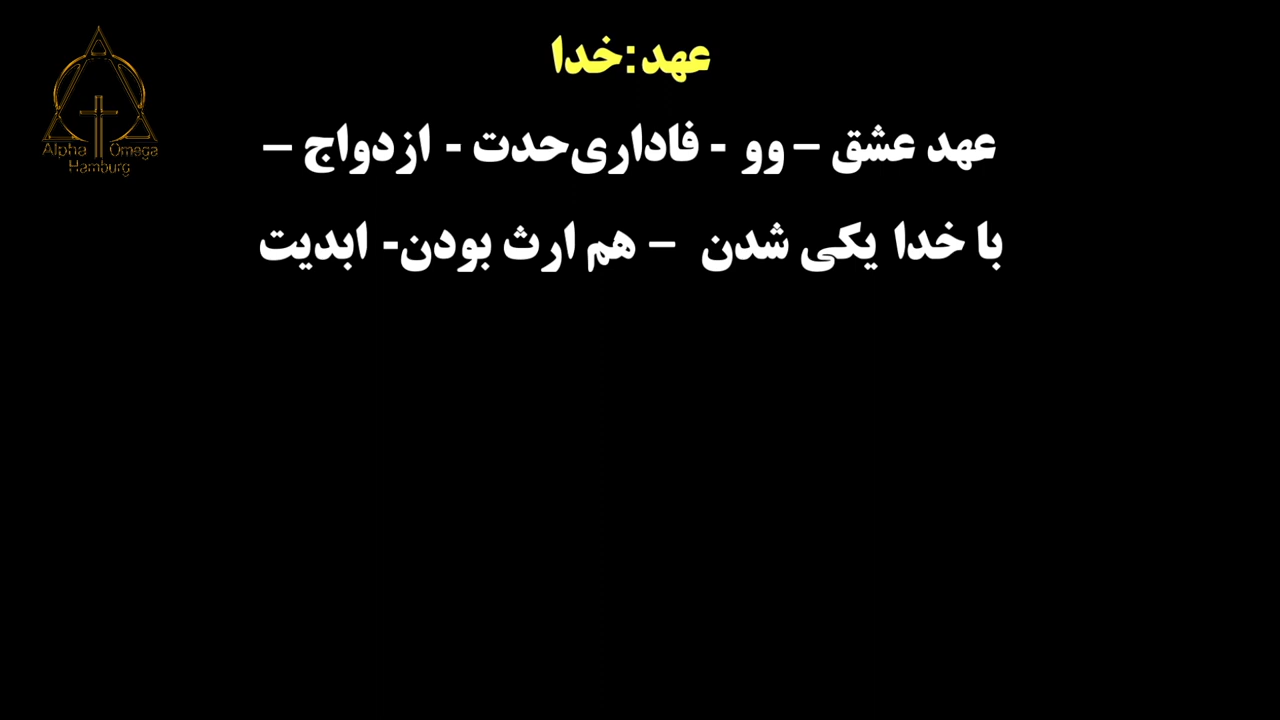 Alpha Omega
Hamburg
عهد:خدا
عهد عشق – وو - فاداری‌حدت - ازدواج –
با خدا یکی شدن – هم ارث بودن- ابدیت